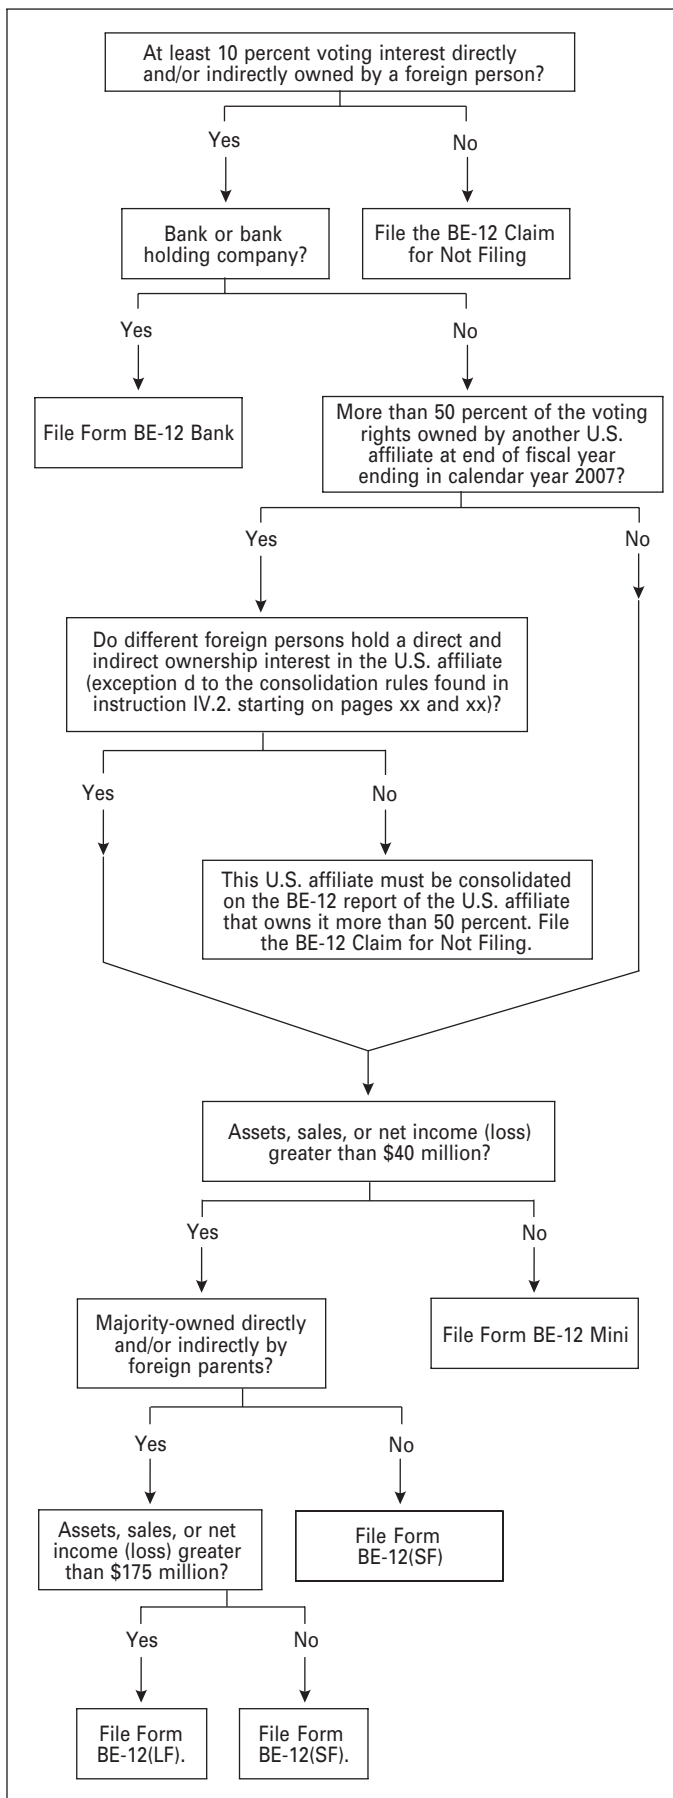 At least 10 percent voting interest directly
and/or indirectly owned by a foreign person?
Yes
No
Bank or bank
holding company?
File the BE-12 Claim
for Not Filing
Yes
No
File Form BE-12 Bank
More than 50 percent of the voting
rights owned by another U.S.
affiliate at end of fiscal year
ending in calendar year 2007?
Yes
No
Do different foreign persons hold a direct and
indirect ownership interest in the U.S. affiliate
(exception d to the consolidation rules found in
instruction IV.2. starting on pages xx and xx)?
Yes
No
This U.S. affiliate must be consolidated
on the BE-12 report of the U.S. affiliate
that owns it more than 50 percent. File
the BE-12 Claim for Not Filing.
Assets, sales, or net income (loss)
greater than $40 million?
Yes
No
Majority-owned directly
and/or indirectly by
foreign parents?
File Form BE-12 Mini
Yes
No
Assets, sales, or net
income (loss) greater
than $175 million?
File Form
BE-12(SF)
Yes
No
File Form
BE-12(LF).
File Form
BE-12(SF).